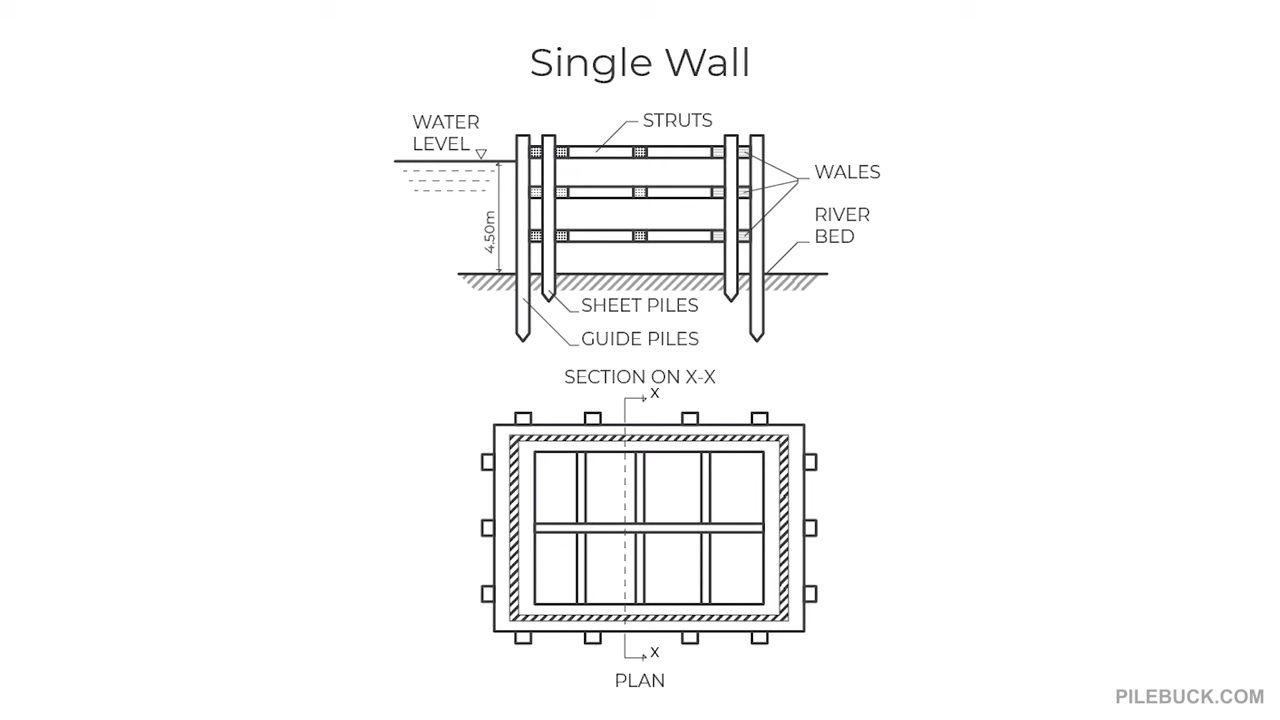 Single Wall
WATER
LEVEL
STRUTS
WALES
RIVER
BED
4.50m
SHEET PILES
GUIDE PILES
SECTION ON X-X
X
X
PLAN
PILEBUCK.COM